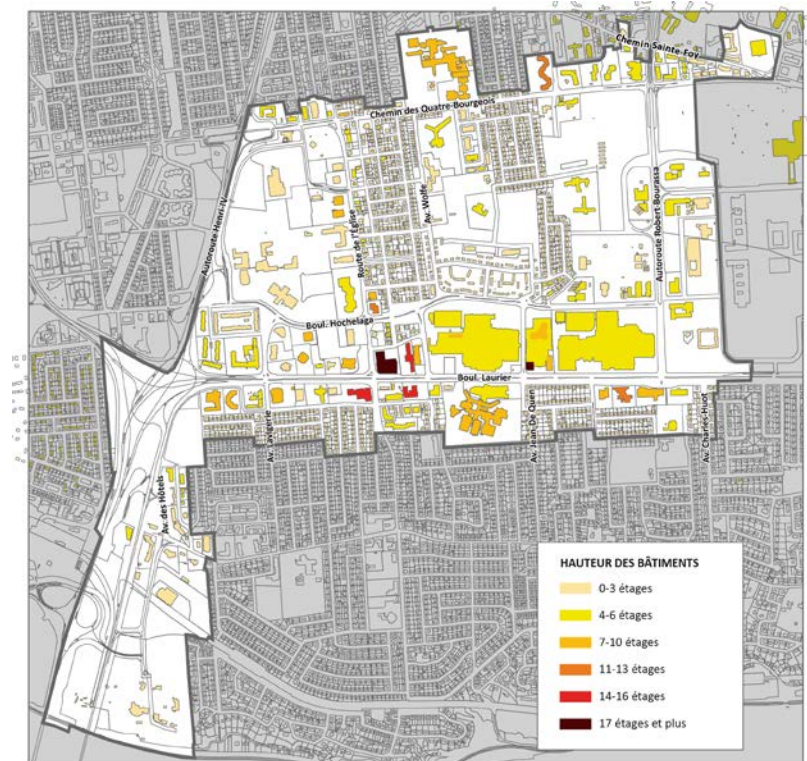 Chemin Sainte-Foy
Chemin des Quatre-Bourgeois
Autoroute Henri-IV
Route de l'Église
Av. Wolfe
Autoroute Robert-Bourassa
Boul. Hochelaga
Boul. Laurier
Av. Lavigerie
Av. Jean-De Quen
Av. Charles-Huot
Av. des Hôtels
HAUTEUR DES BÂTIMENTS
0-3 étages
4-6 étages
7-10 étages
11-13 étages
14-16 étages
17 étages et plus